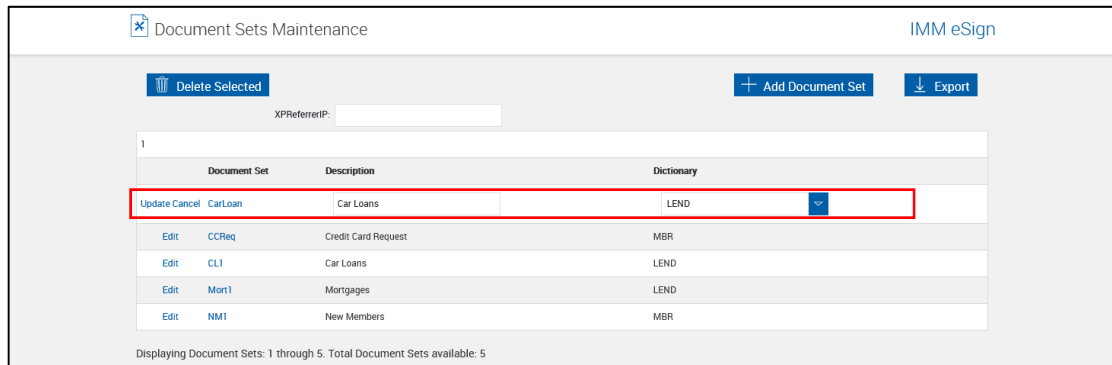 Document Sets Maintenance
IMM eSign
Delete Selected
Add Document Set
Export
XPReferrerIP:
1
Document Set Description Dictionary
Update Cancel CarLoan Car Loans LEND
Edit CCReq Credit Card Request MBR
Edit CL1 Car Loans LEND
Edit Mort1 Mortgages LEND
Edit NM1 New Members MBR
Displaying Document Sets: 1 through 5. Total Document Sets available: 5